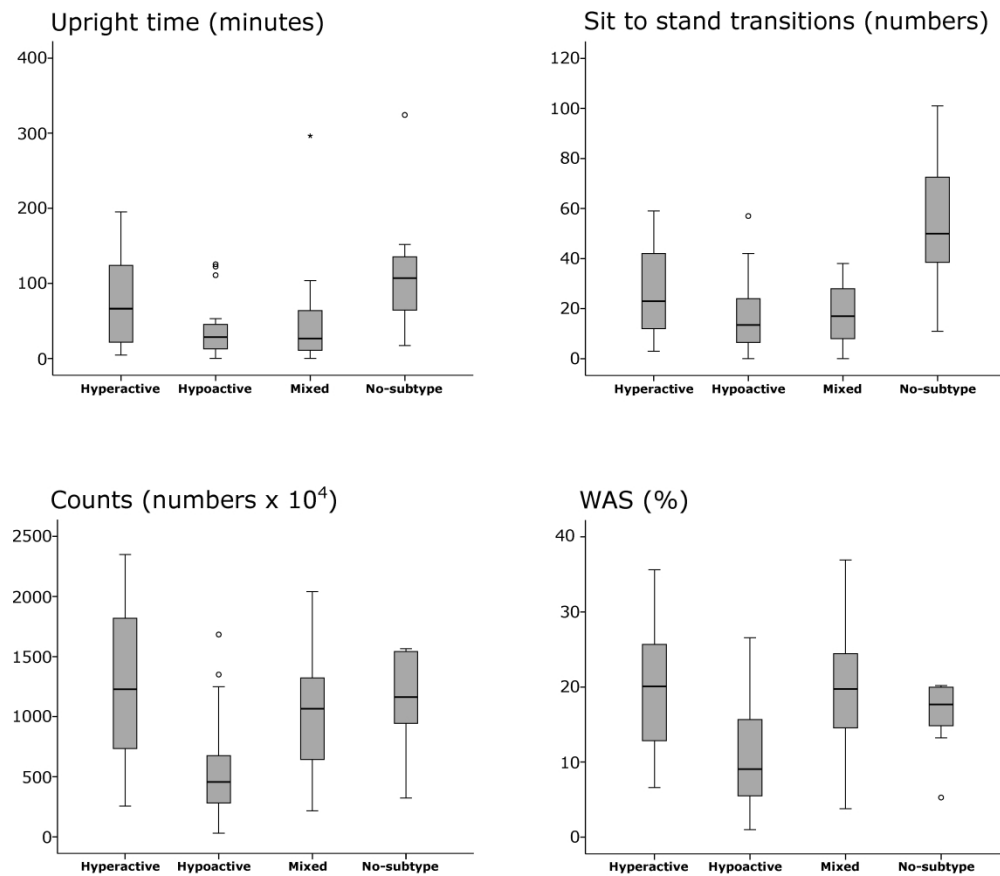 Upright time (minutes)
400
300
200
100
0
Hyperactive Hypoactive Mixed No-subtype
Sit to stand transitions (numbers)
120
100
80
60
40
20
0
Hyperactive Hypoactive Mixed No-subtype
Counts (numbers x 10⁴)
2500
2000
1500
1000
500
0
Hyperactive Hypoactive Mixed No-subtype
WAS (%)
40
30
20
10
0
Hyperactive Hypoactive Mixed No-subtype